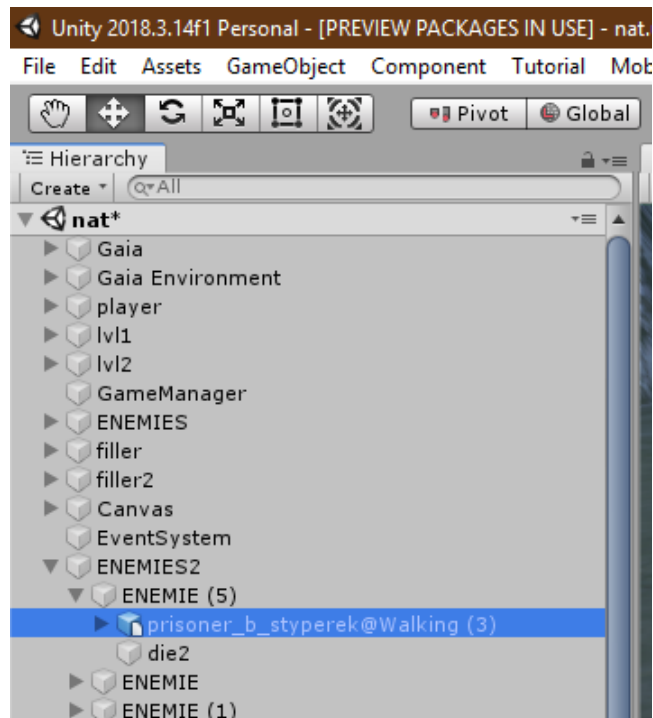 Unity 2018.3.14f1 Personal - [PREVIEW PACKAGES IN USE] - nat.
File Edit Assets GameObject Component Tutorial Mob
Pivot Global
Hierarchy
Create All
nat*
Gaia
Gaia Environment
player
lvl1
lvl2
GameManager
ENEMIES
filler
filler2
Canvas
EventSystem
ENEMIES2
ENEMIE (5)
prisoner_b_styperek@Walking (3)
die2
ENEMIE
ENEMIE (1)